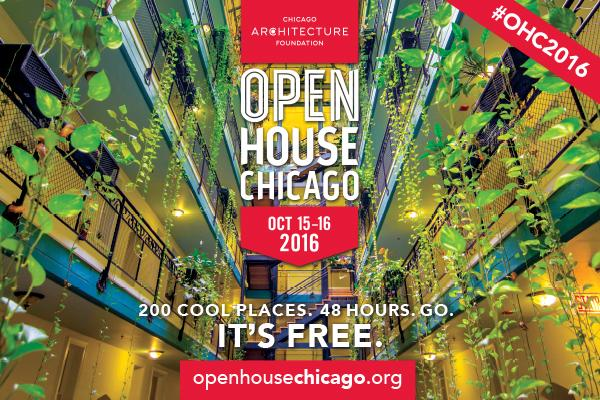 CHICAGO
ARCHITECTURE
FOUNDATION
#OHC2016
OPEN
HOUSE
CHICAGO
OCT 15–16
2016
200 COOL PLACES. 48 HOURS. GO.
IT'S FREE.
openhousechicago.org